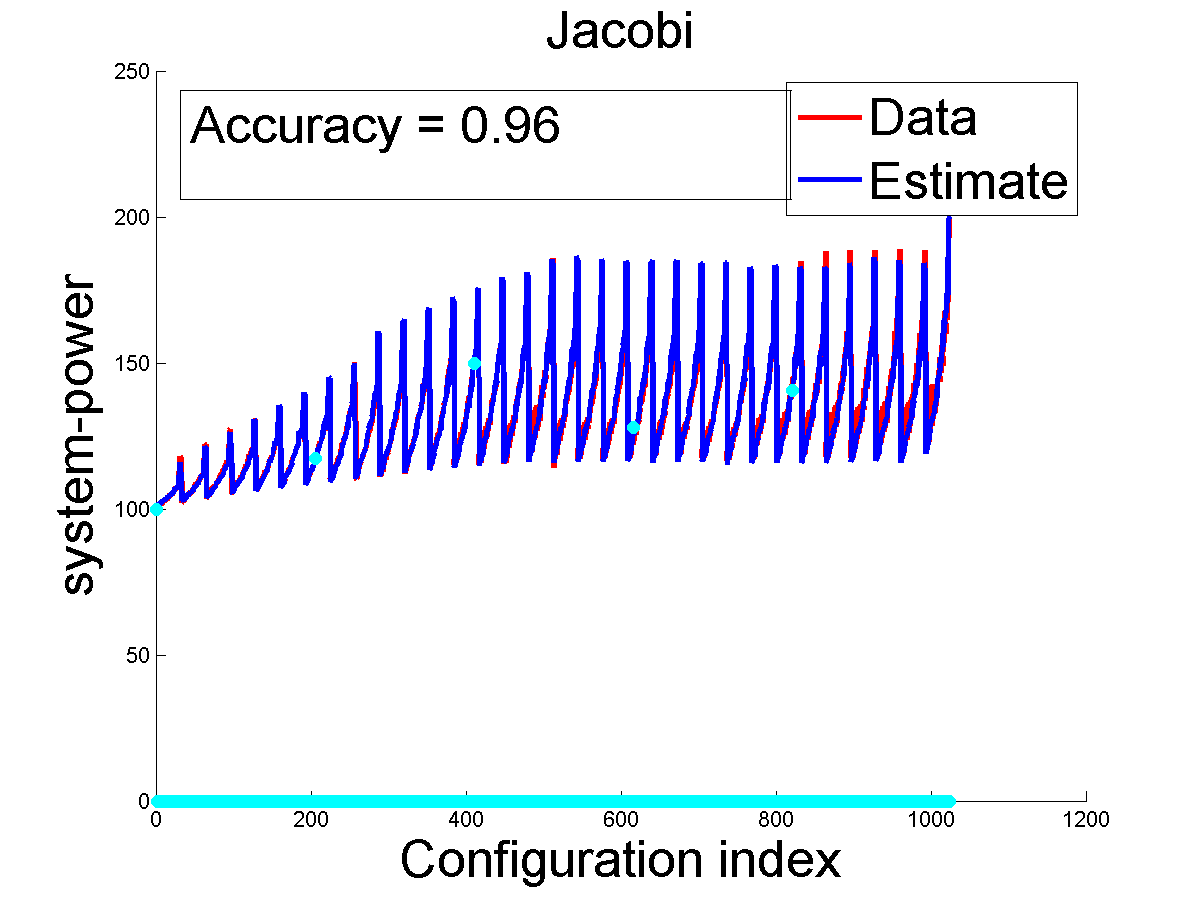 Jacobi
250
Accuracy = 0.96
Data
Estimate
200
150
100
50
0
system-power
0
200
400
600
800
1000
1200
Configuration index